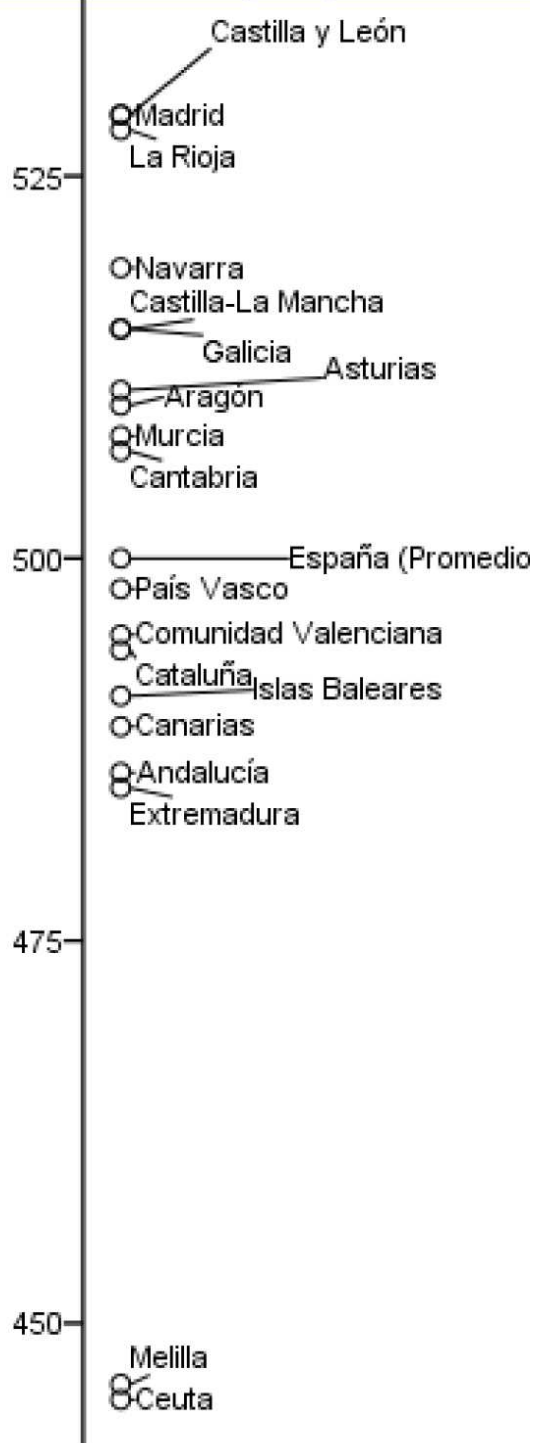 Castilla y León
Madrid
La Rioja
525
Navarra
Castilla-La Mancha
Galicia
Asturias
Aragón
Murcia
Cantabria
500
España (Promedio
País Vasco
Comunidad Valenciana
Cataluña
Islas Baleares
Canarias
Andalucía
Extremadura
475
450
Melilla
Ceuta